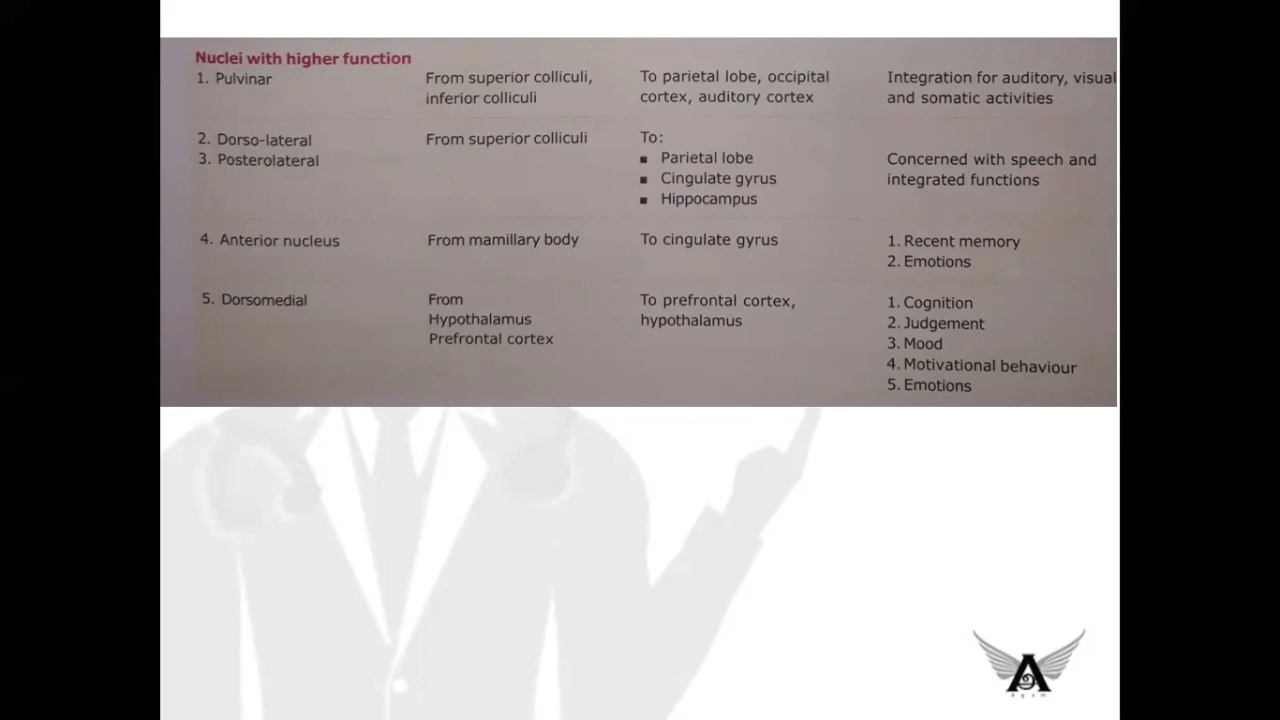 Nuclei with higher function
1. Pulvinar From superior colliculi, To parietal lobe, occipital Integration for auditory, visual
inferior colliculi cortex, auditory cortex and somatic activities
2. Dorso-lateral From superior colliculi To:
3. Posterolateral ▪ Parietal lobe Concerned with speech and
▪ Cingulate gyrus integrated functions
▪ Hippocampus
4. Anterior nucleus From mamillary body To cingulate gyrus 1. Recent memory
2. Emotions
5. Dorsomedial From To prefrontal cortex, 1. Cognition
Hypothalamus hypothalamus 2. Judgement
Prefrontal cortex 3. Mood
4. Motivational behaviour
5. Emotions